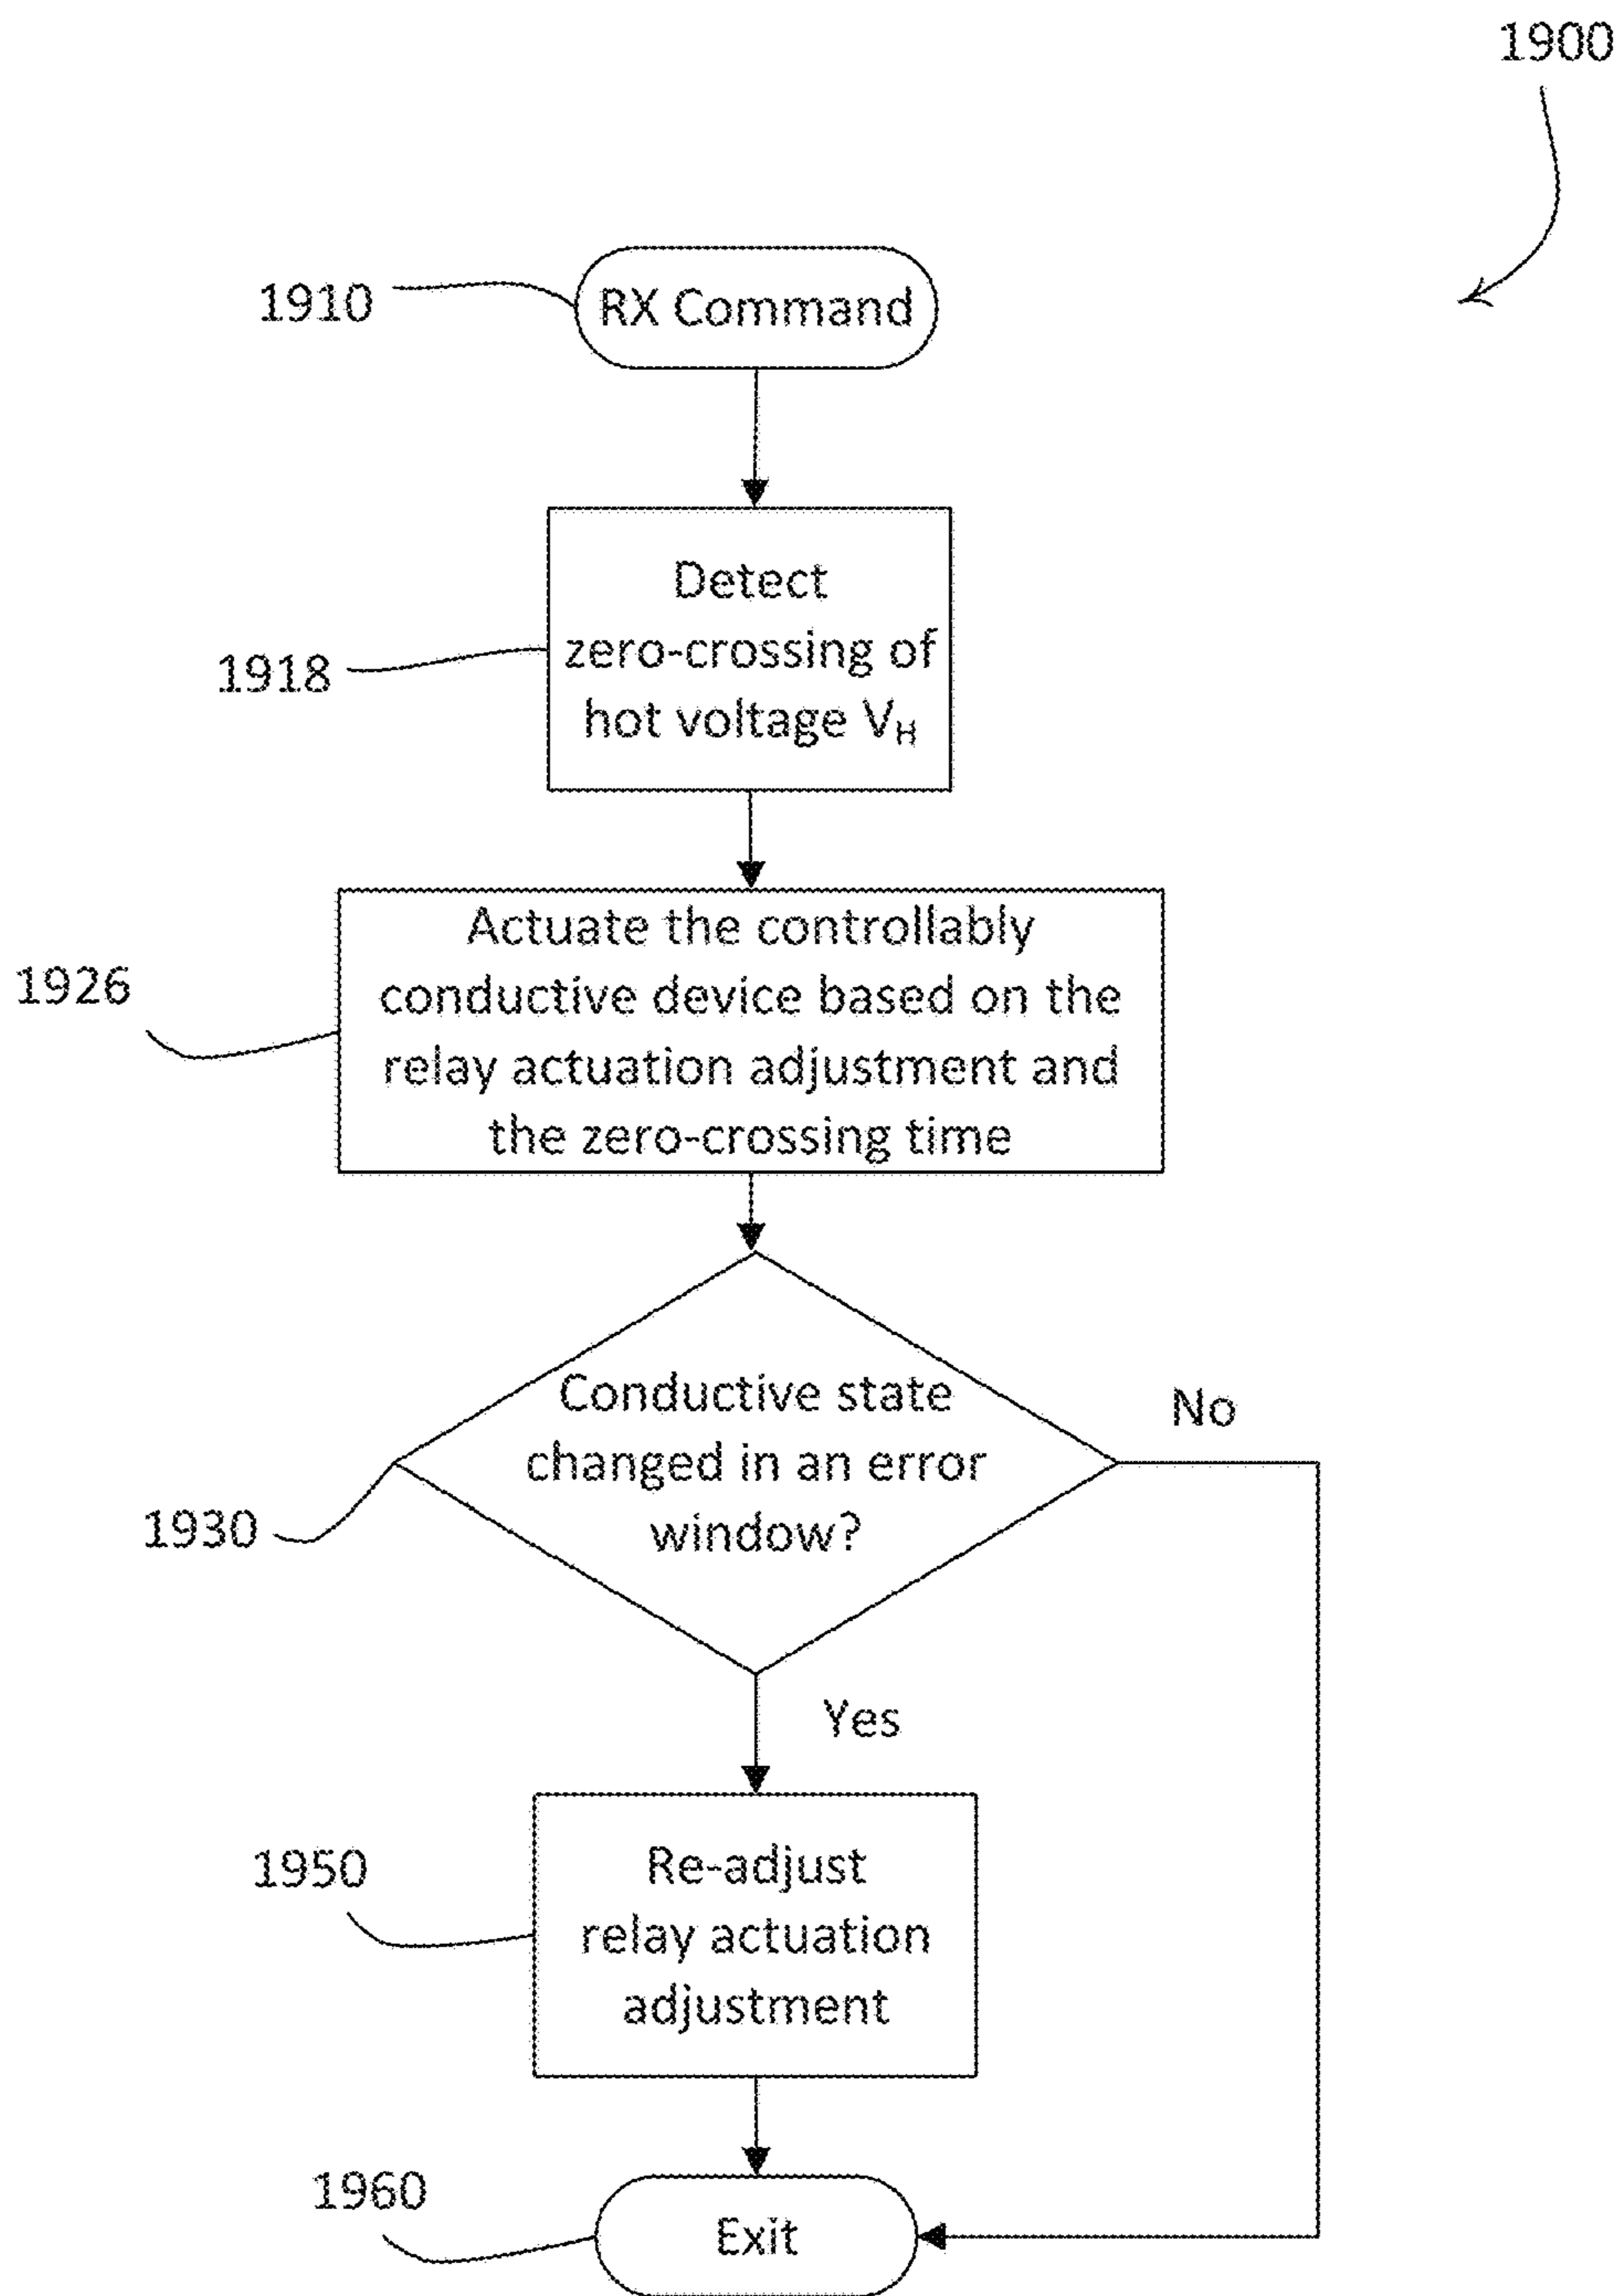 1900
1910
RX Command
Detect
zero-crossing of
hot voltage V_H
1918
Actuate the controllably
conductive device based on the
relay actuation adjustment and
the zero-crossing time
1926
Conductive state
changed in an error
window?
No
1930
Yes
Re-adjust
relay actuation
adjustment
1950
1960
Exit